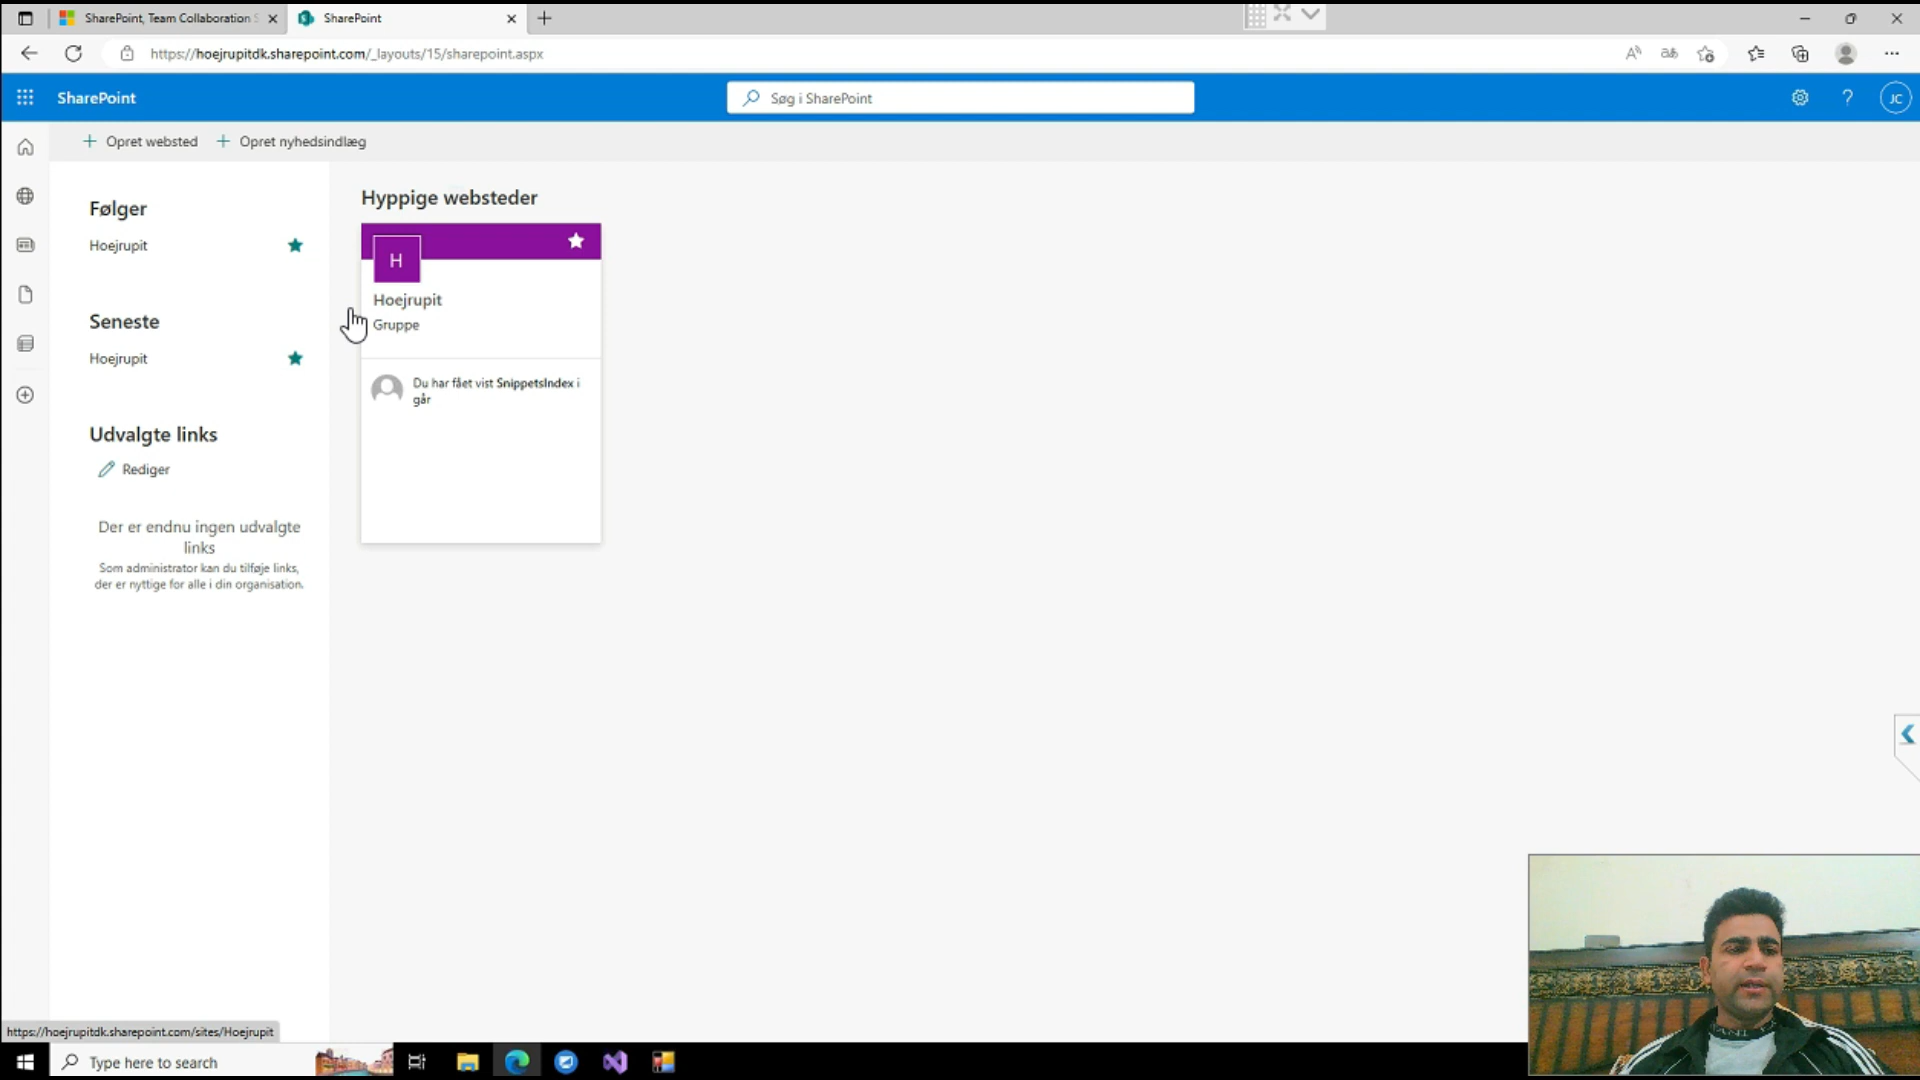 SharePoint, Team Collaboration S
SharePoint
https://hoejrupitdk.sharepoint.com/_layouts/15/sharepoint.aspx
SharePoint
Søg i SharePoint
JC
Opret websted
Opret nyhedsindlæg
Følger
Hoejrupit
Seneste
Hoejrupit
Udvalgte links
Rediger
Der er endnu ingen udvalgte
links
Som administrator kan du tilføje links,
der er nyttige for alle i din organisation.
Hyppige websteder
H
Hoejrupit
Gruppe
Du har fået vist SnippetsIndex i
går
https://hoejrupitdk.sharepoint.com/sites/Hoejrupit
Type here to search